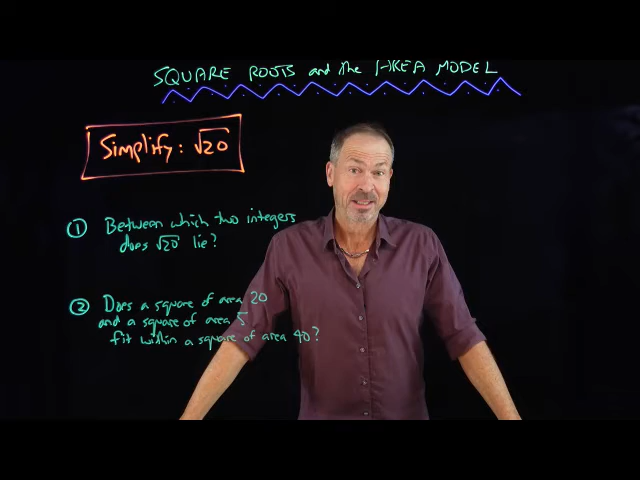 SQUARE ROOTS and the AREA MODEL
Simplify: √20
① Between which two integers
does √20 lie?
② Does a square of area 20
and a square of area 5
fit within a square of area 40?